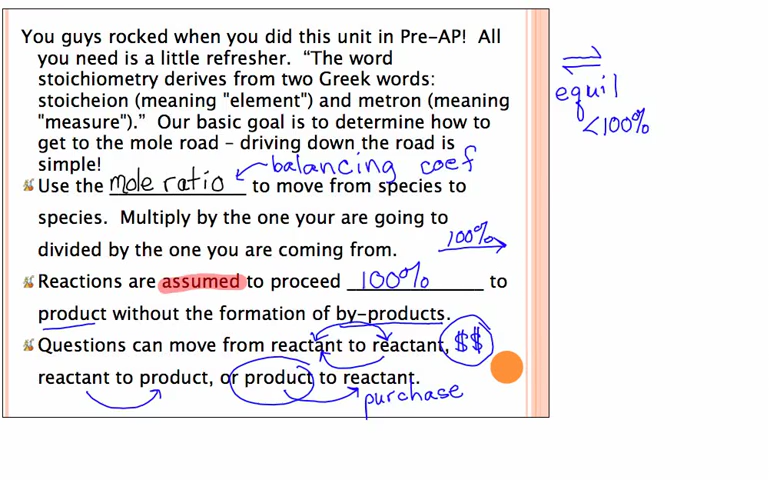 You guys rocked when you did this unit in Pre-AP! All
you need is a little refresher. “The word
stoichiometry derives from two Greek words:
stoicheion (meaning "element") and metron (meaning
"measure").” Our basic goal is to determine how to
get to the mole road – driving down the road is
simple!
balancing coef
Use the mole ratio to move from species to
species. Multiply by the one your are going to
divided by the one you are coming from.
100%
Reactions are assumed to proceed 100% to
product without the formation of by-products.
Questions can move from reactant to reactant, $$
reactant to product, or product to reactant.
purchase
⇌
equil
<100%